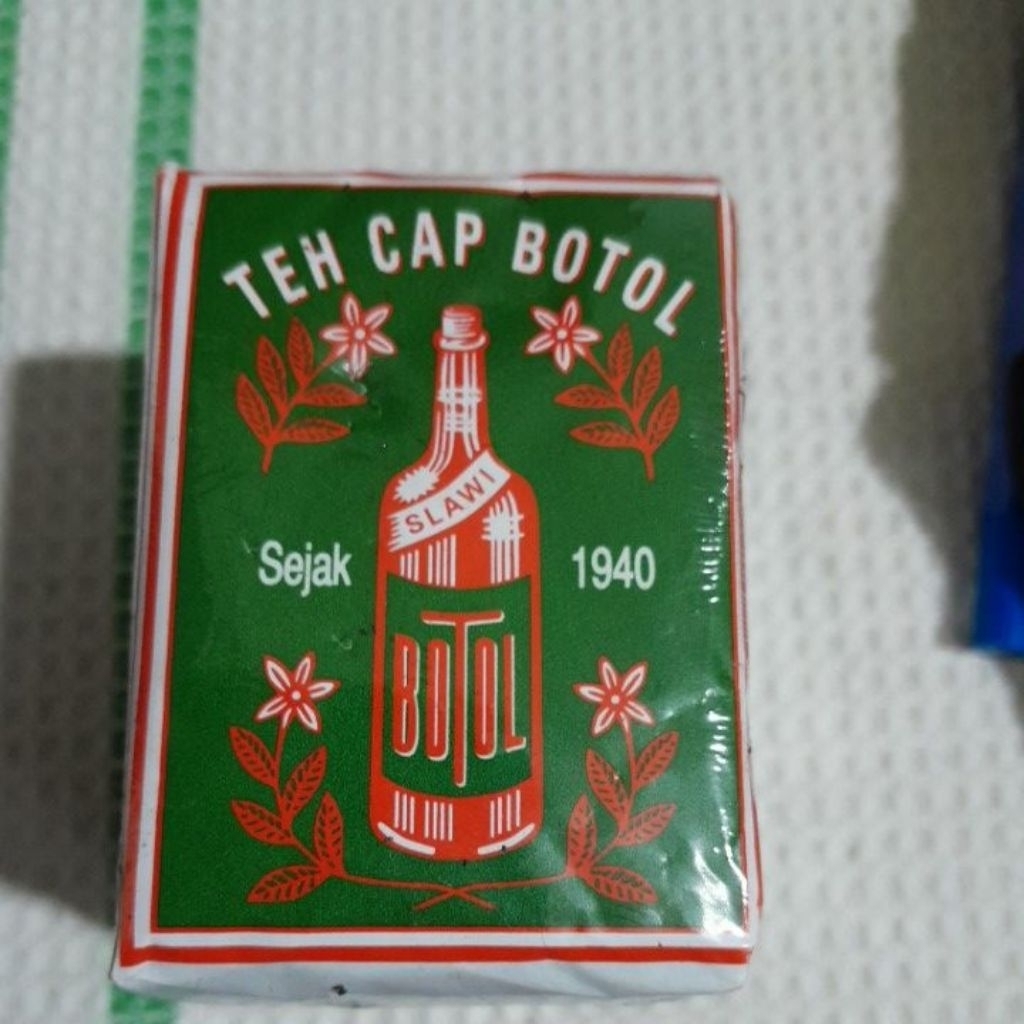 TEH CAP BOTOL
SLAWI
Sejak 1940
BOTOL